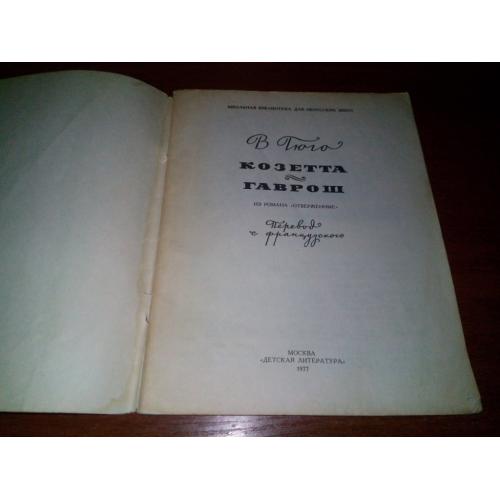 ШКОЛЬНАЯ БИБЛИОТЕКА ДЛЯ НЕРУССКИХ ШКОЛ
В Гюго
КОЗЕТТА
ГАВРОШ
ИЗ РОМАНА «ОТВЕРЖЕННЫЕ»
Перевод
с французского
МОСКВА
«ДЕТСКАЯ ЛИТЕРАТУРА»
1977